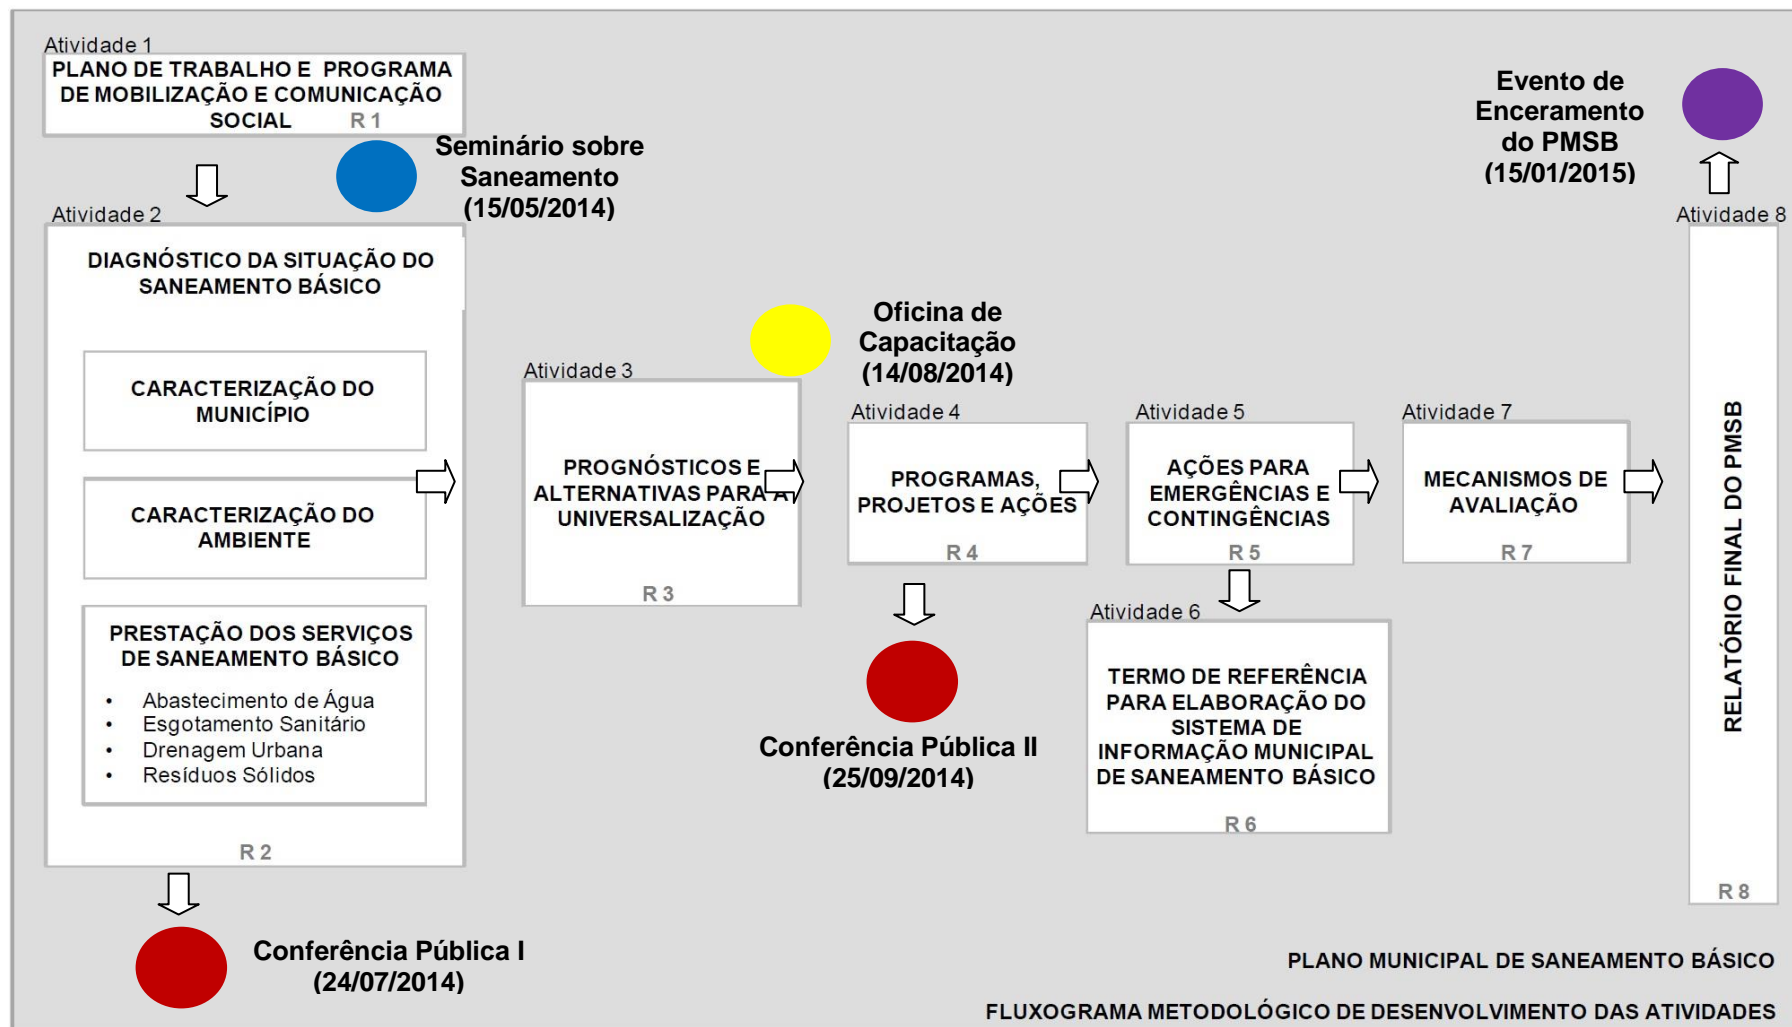 Atividade 1
PLANO DE TRABALHO E PROGRAMA
DE MOBILIZAÇÃO E COMUNICAÇÃO
SOCIAL R 1
Seminário sobre
Saneamento
(15/05/2014)
Evento de
Enceramento
do PMSB
(15/01/2015)
Atividade 2
DIAGNÓSTICO DA SITUAÇÃO DO
SANEAMENTO BÁSICO
CARACTERIZAÇÃO DO
MUNICÍPIO
CARACTERIZAÇÃO DO
AMBIENTE
PRESTAÇÃO DOS SERVIÇOS
DE SANEAMENTO BÁSICO
• Abastecimento de Água
• Esgotamento Sanitário
• Drenagem Urbana
• Resíduos Sólidos
R 2
Conferência Pública I
(24/07/2014)
Atividade 3
PROGNÓSTICOS E
ALTERNATIVAS PARA A
UNIVERSALIZAÇÃO
R 3
Oficina de
Capacitação
(14/08/2014)
Atividade 4
PROGRAMAS,
PROJETOS E AÇÕES
R 4
Conferência Pública II
(25/09/2014)
Atividade 5
AÇÕES PARA
EMERGÊNCIAS E
CONTINGÊNCIAS
R 5
Atividade 6
TERMO DE REFERÊNCIA
PARA ELABORAÇÃO DO
SISTEMA DE
INFORMAÇÃO MUNICIPAL
DE SANEAMENTO BÁSICO
R 6
Atividade 7
MECANISMOS DE
AVALIAÇÃO
R 7
Atividade 8
RELATÓRIO FINAL DO PMSB
R 8
PLANO MUNICIPAL DE SANEAMENTO BÁSICO
FLUXOGRAMA METODOLÓGICO DE DESENVOLVIMENTO DAS ATIVIDADES